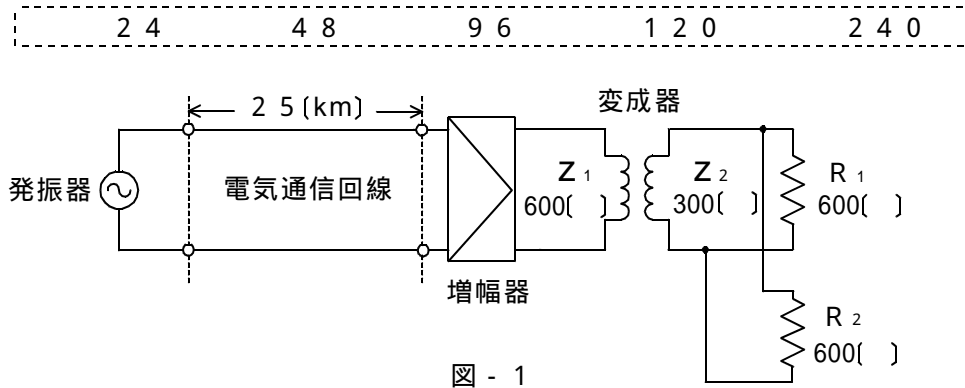 24 48 96 120 240
25〔km〕
変成器
発振器
電気通信回線
Z1
600〔 〕
Z2
300〔 〕
R1
600〔 〕
増幅器
R2
600〔 〕
図-1